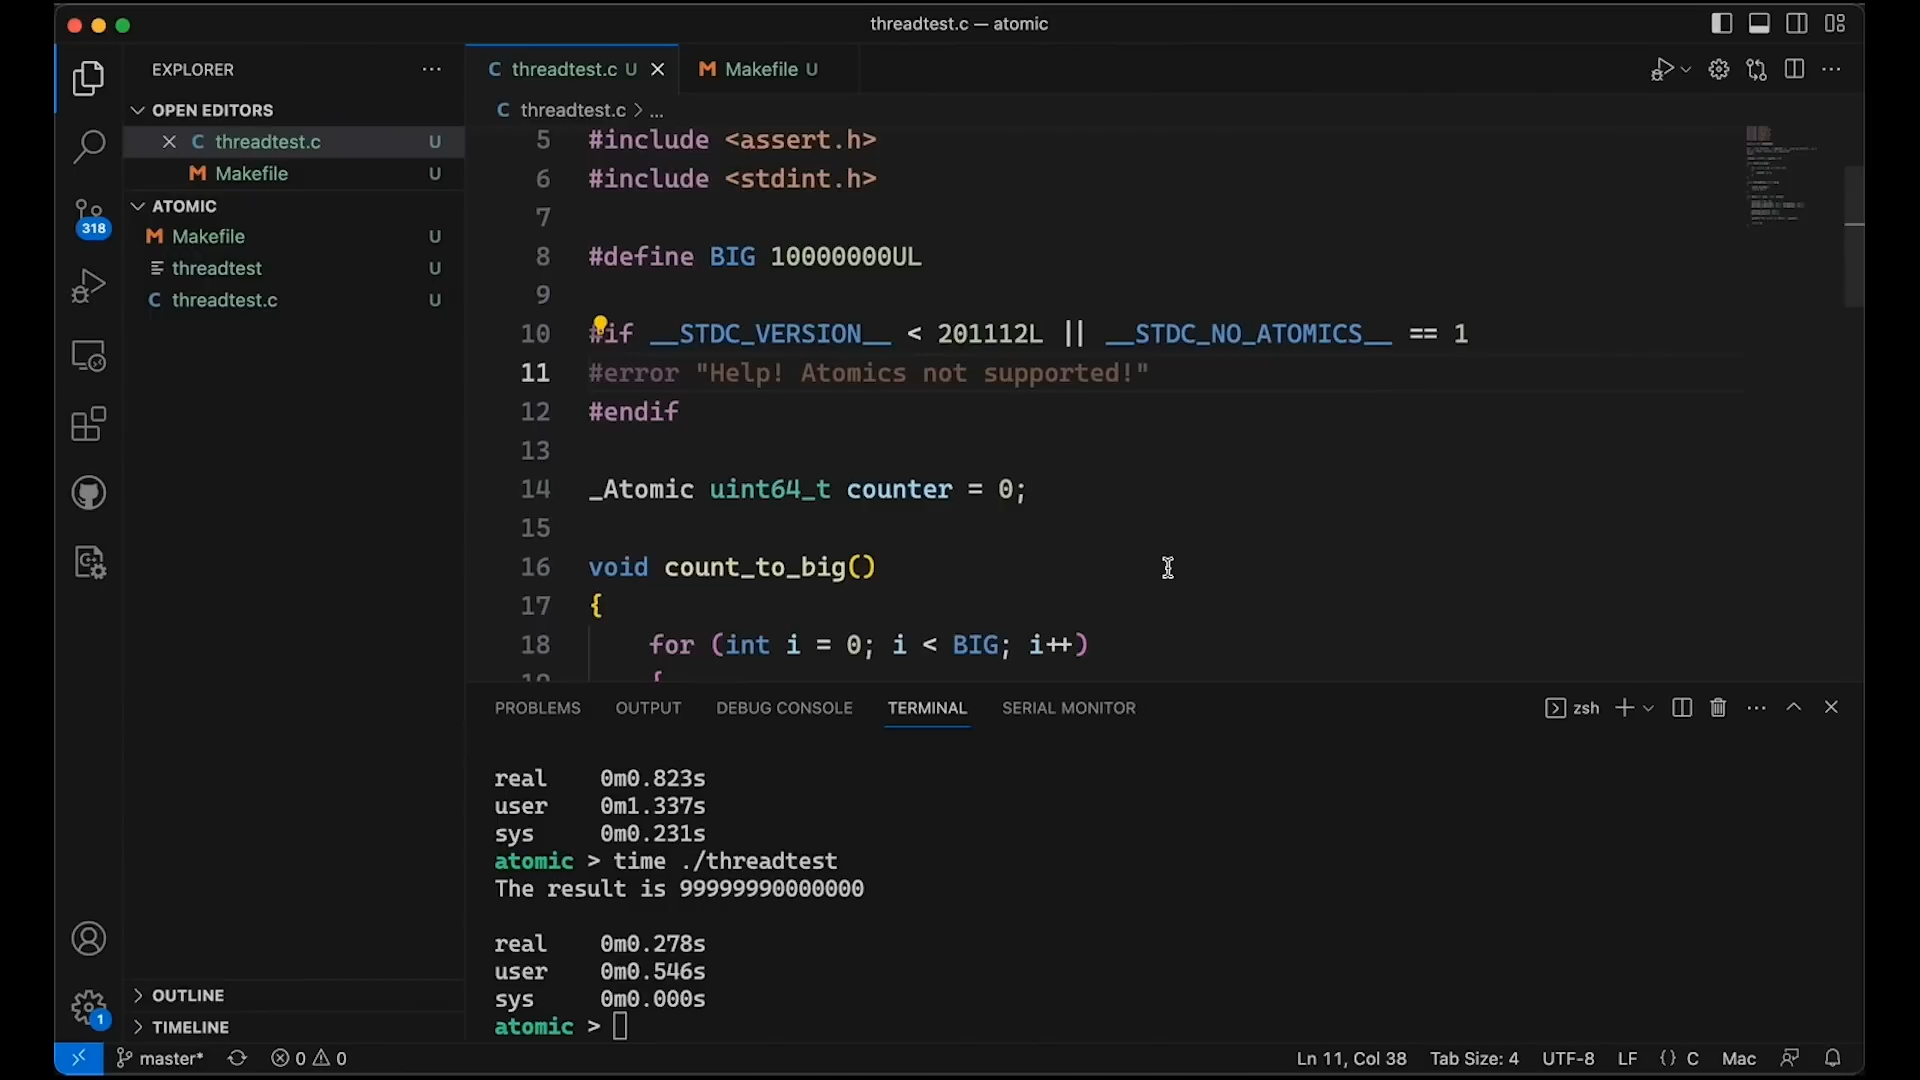 threadtest.c — atomic
EXPLORER
OPEN EDITORS
threadtest.c U
Makefile U
ATOMIC
Makefile U
threadtest U
threadtest.c U
OUTLINE
TIMELINE
318
1
C threadtest.c U
M Makefile U
C threadtest.c > ...
5 #include <assert.h>
6 #include <stdint.h>
7
8 #define BIG 10000000UL
9
10 #if __STDC_VERSION__ < 201112L || __STDC_NO_ATOMICS__ == 1
11 #error "Help! Atomics not supported!"
12 #endif
13
14 _Atomic uint64_t counter = 0;
15
16 void count_to_big()
17 {
18 for (int i = 0; i < BIG; i++)
19 {
PROBLEMS OUTPUT DEBUG CONSOLE TERMINAL SERIAL MONITOR zsh
real 0m0.823s
user 0m1.337s
sys 0m0.231s
atomic > time ./threadtest
The result is 99999990000000
real 0m0.278s
user 0m0.546s
sys 0m0.000s
atomic >
master* 0 0 Ln 11, Col 38 Tab Size: 4 UTF-8 LF {} C Mac